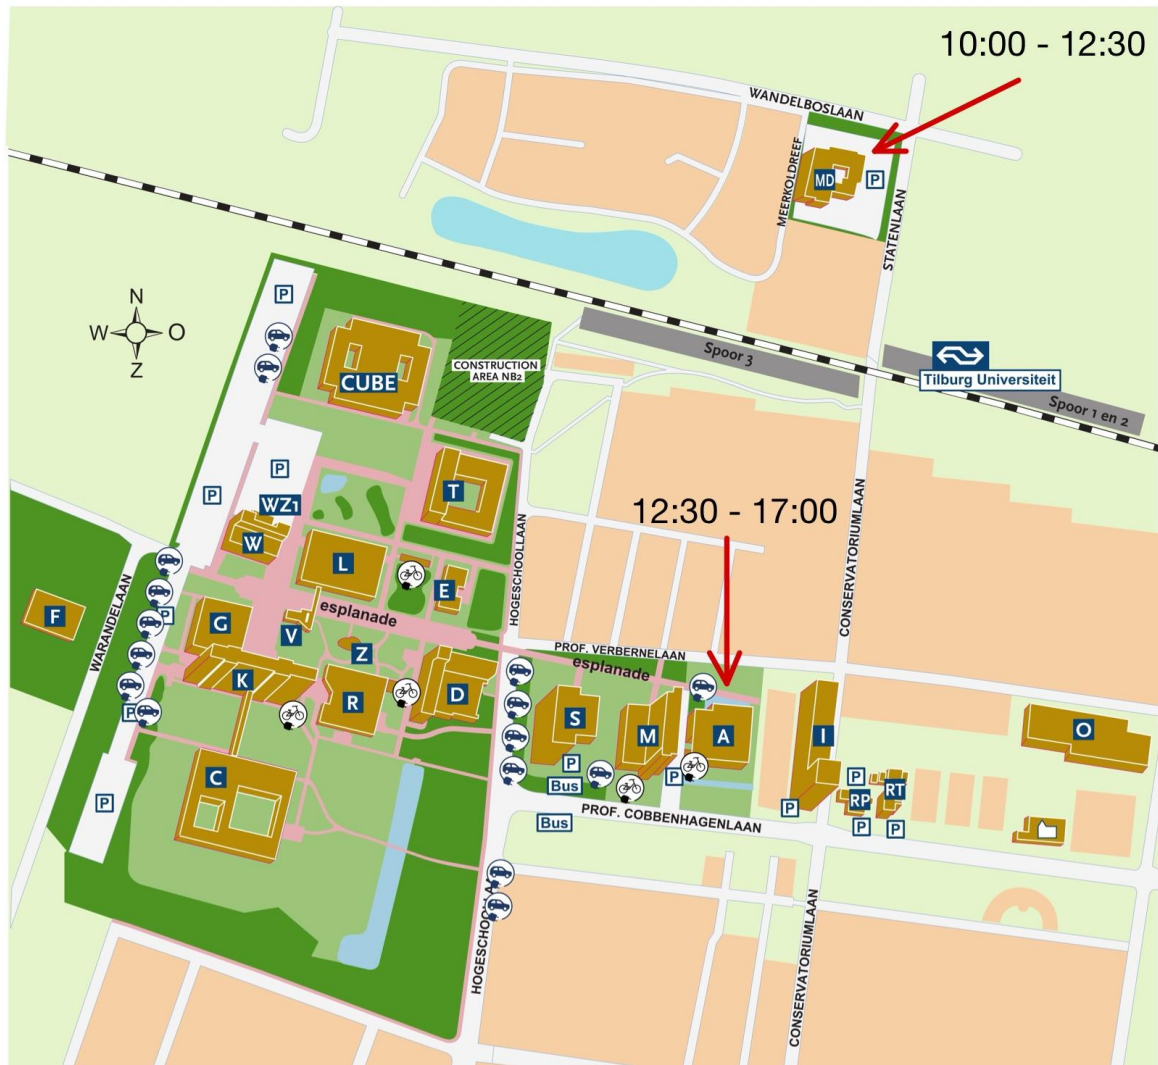 10:00 - 12:30
WANDELBOSLAAN
MEERKOLDREEF
MD
P
STATENLAAN
N
W
O
Z
P
CUBE
CONSTRUCTION
AREA NB2
Spoor 3
Tilburg Universiteit
Spoor 1 en 2
P
P
WZ1
W
T
L
E
12:30 - 17:00
HOGESCHOOLLAAN
CONSERVATORIUMLAAN
WARANDELAAN
F
P
G
V
esplanade
Z
K
R
D
PROF. VERBERNELAAN
esplanade
P
S
M
A
I
O
C
P
P
Bus
P
P
P
RP
RT
P
P
Bus
PROF. COBBENHAGENLAAN
HOGESCHOOLLAAN
CONSERVATORIUMLAAN